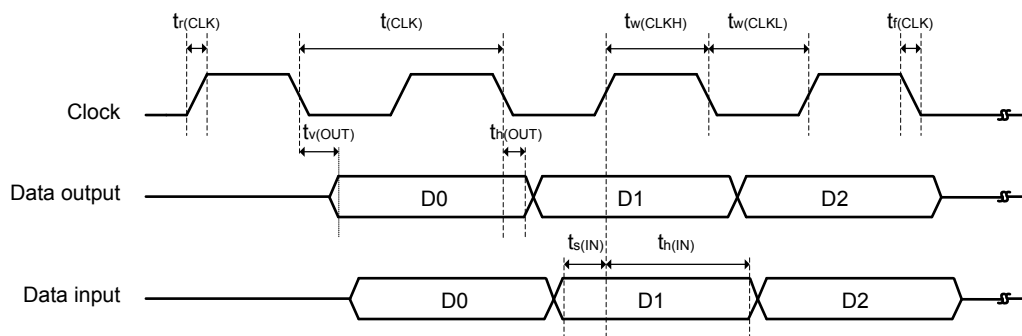 tr(CLK) t(CLK) tw(CLKH) tw(CLKL) tf(CLK)
Clock
tv(OUT) th(OUT)
Data output D0 D1 D2
ts(IN) th(IN)
Data input D0 D1 D2